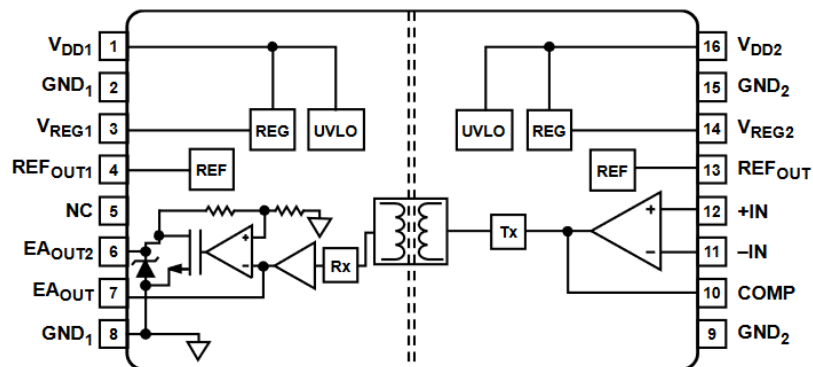 VDD1 1
GND1 2
VREG1 3
REFOUT1 4
NC 5
EAOUT2 6
EAOUT 7
GND1 8
REG UVLO
REF
+
−
Rx
Tx
UVLO REG
REF
+
−
16 VDD2
15 GND2
14 VREG2
13 REFOUT
12 +IN
11 −IN
10 COMP
9 GND2